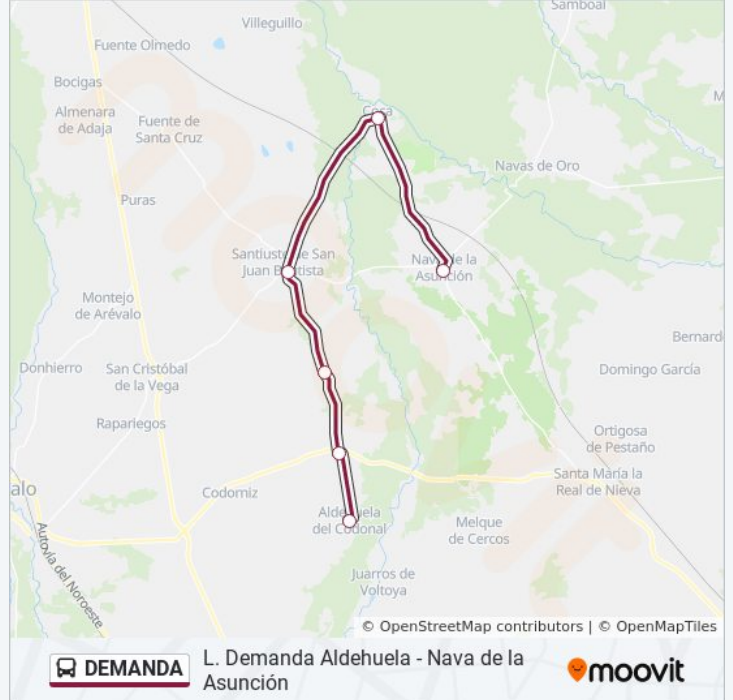 Samboal
Villeguillo
Fuente Olmedo
Bocigas
Almenara
de Adaja
Fuente de
Santa Cruz
Coca
Navas de Oro
Puras
Santiuste de San
Juan Bautista
Nava de la
Asunción
Montejo
de Arévalo
Bernard
Donhierro
San Cristóbal
de la Vega
Domingo García
Rapariegos
Ortigosa
de Pestaño
Santa María la
Real de Nieva
alo
Codorniz
Aldehuela
del Codonal
Melque
de Cercos
Autovía del Noroeste
Juarros de
Voltoya
© OpenStreetMap contributors | © OpenMapTiles
DEMANDA
L. Demanda Aldehuela - Nava de la
Asunción
moovit